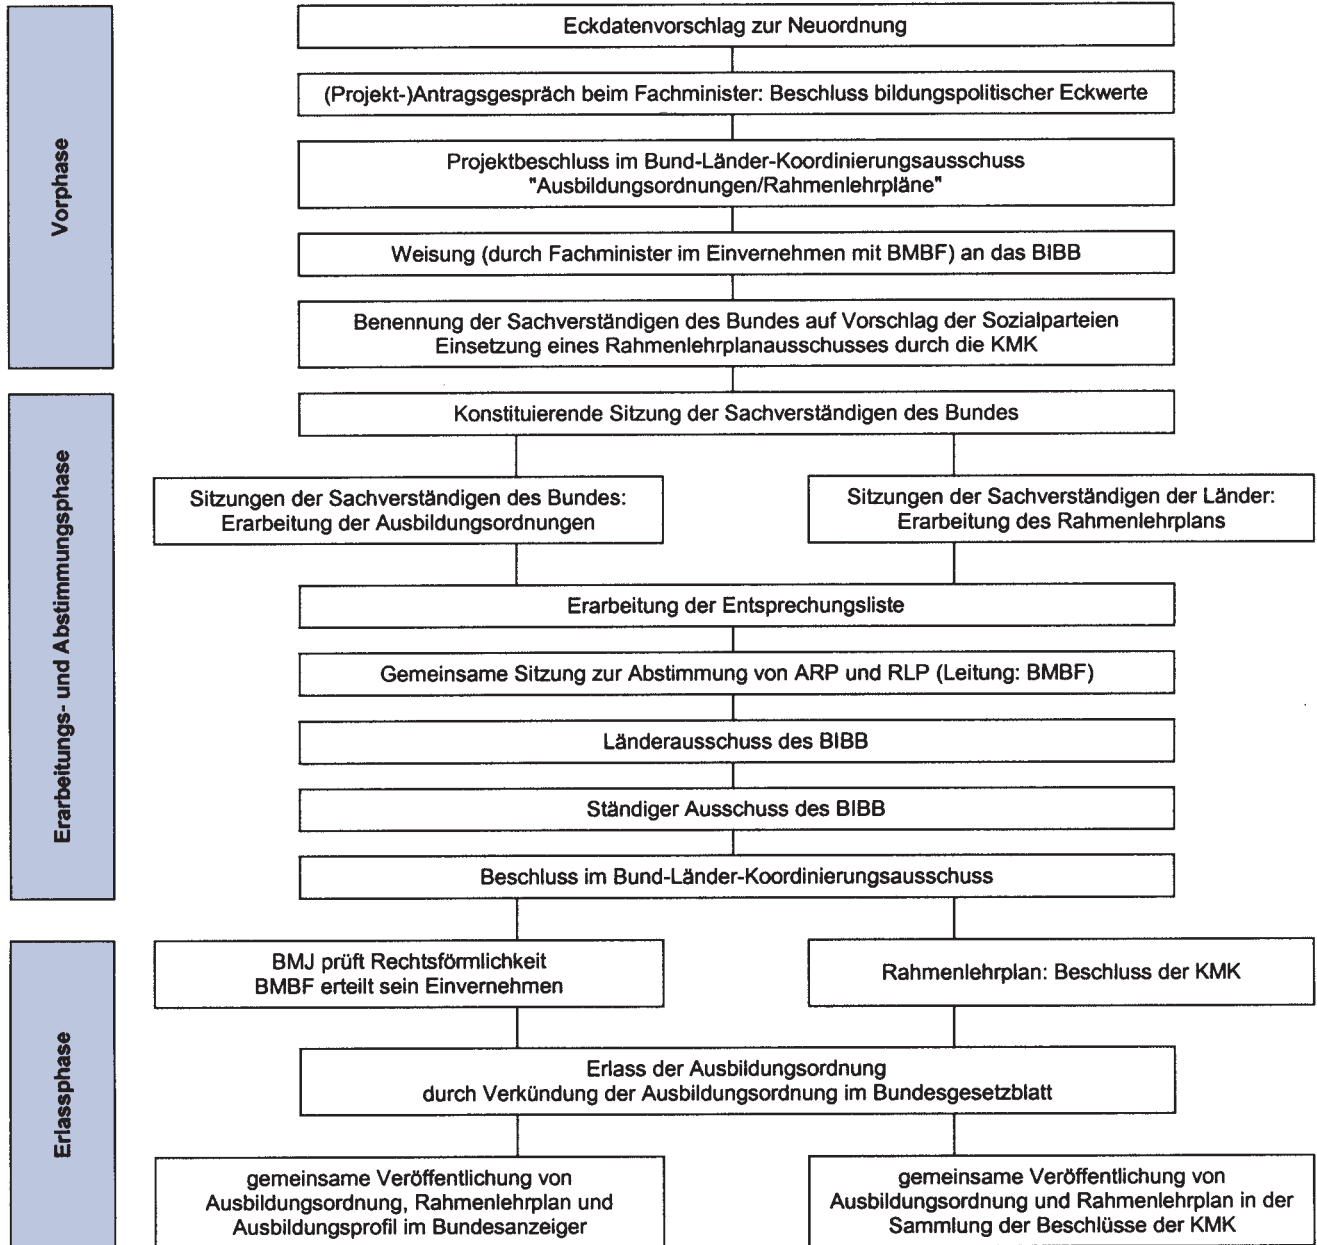 Vorphase
Eckdatenvorschlag zur Neuordnung
(Projekt-)Antragsgespräch beim Fachminister: Beschluss bildungspolitischer Eckwerte
Projektbeschluss im Bund-Länder-Koordinierungsausschuss
"Ausbildungsordnungen/Rahmenlehrpläne"
Weisung (durch Fachminister im Einvernehmen mit BMBF) an das BIBB
Benennung der Sachverständigen des Bundes auf Vorschlag der Sozialparteien
Einsetzung eines Rahmenlehrplanausschusses durch die KMK
Erarbeitungs- und Abstimmungsphase
Konstituierende Sitzung der Sachverständigen des Bundes
Sitzungen der Sachverständigen des Bundes:
Erarbeitung der Ausbildungsordnungen
Sitzungen der Sachverständigen der Länder:
Erarbeitung des Rahmenlehrplans
Erarbeitung der Entsprechungsliste
Gemeinsame Sitzung zur Abstimmung von ARP und RLP (Leitung: BMBF)
Länderausschuss des BIBB
Ständiger Ausschuss des BIBB
Beschluss im Bund-Länder-Koordinierungsausschuss
Erlassphase
BMJ prüft Rechtsförmlichkeit
BMBF erteilt sein Einvernehmen
Rahmenlehrplan: Beschluss der KMK
Erlass der Ausbildungsordnung
durch Verkündung der Ausbildungsordnung im Bundesgesetzblatt
gemeinsame Veröffentlichung von
Ausbildungsordnung, Rahmenlehrplan und
Ausbildungsprofil im Bundesanzeiger
gemeinsame Veröffentlichung von
Ausbildungsordnung und Rahmenlehrplan in der
Sammlung der Beschlüsse der KMK